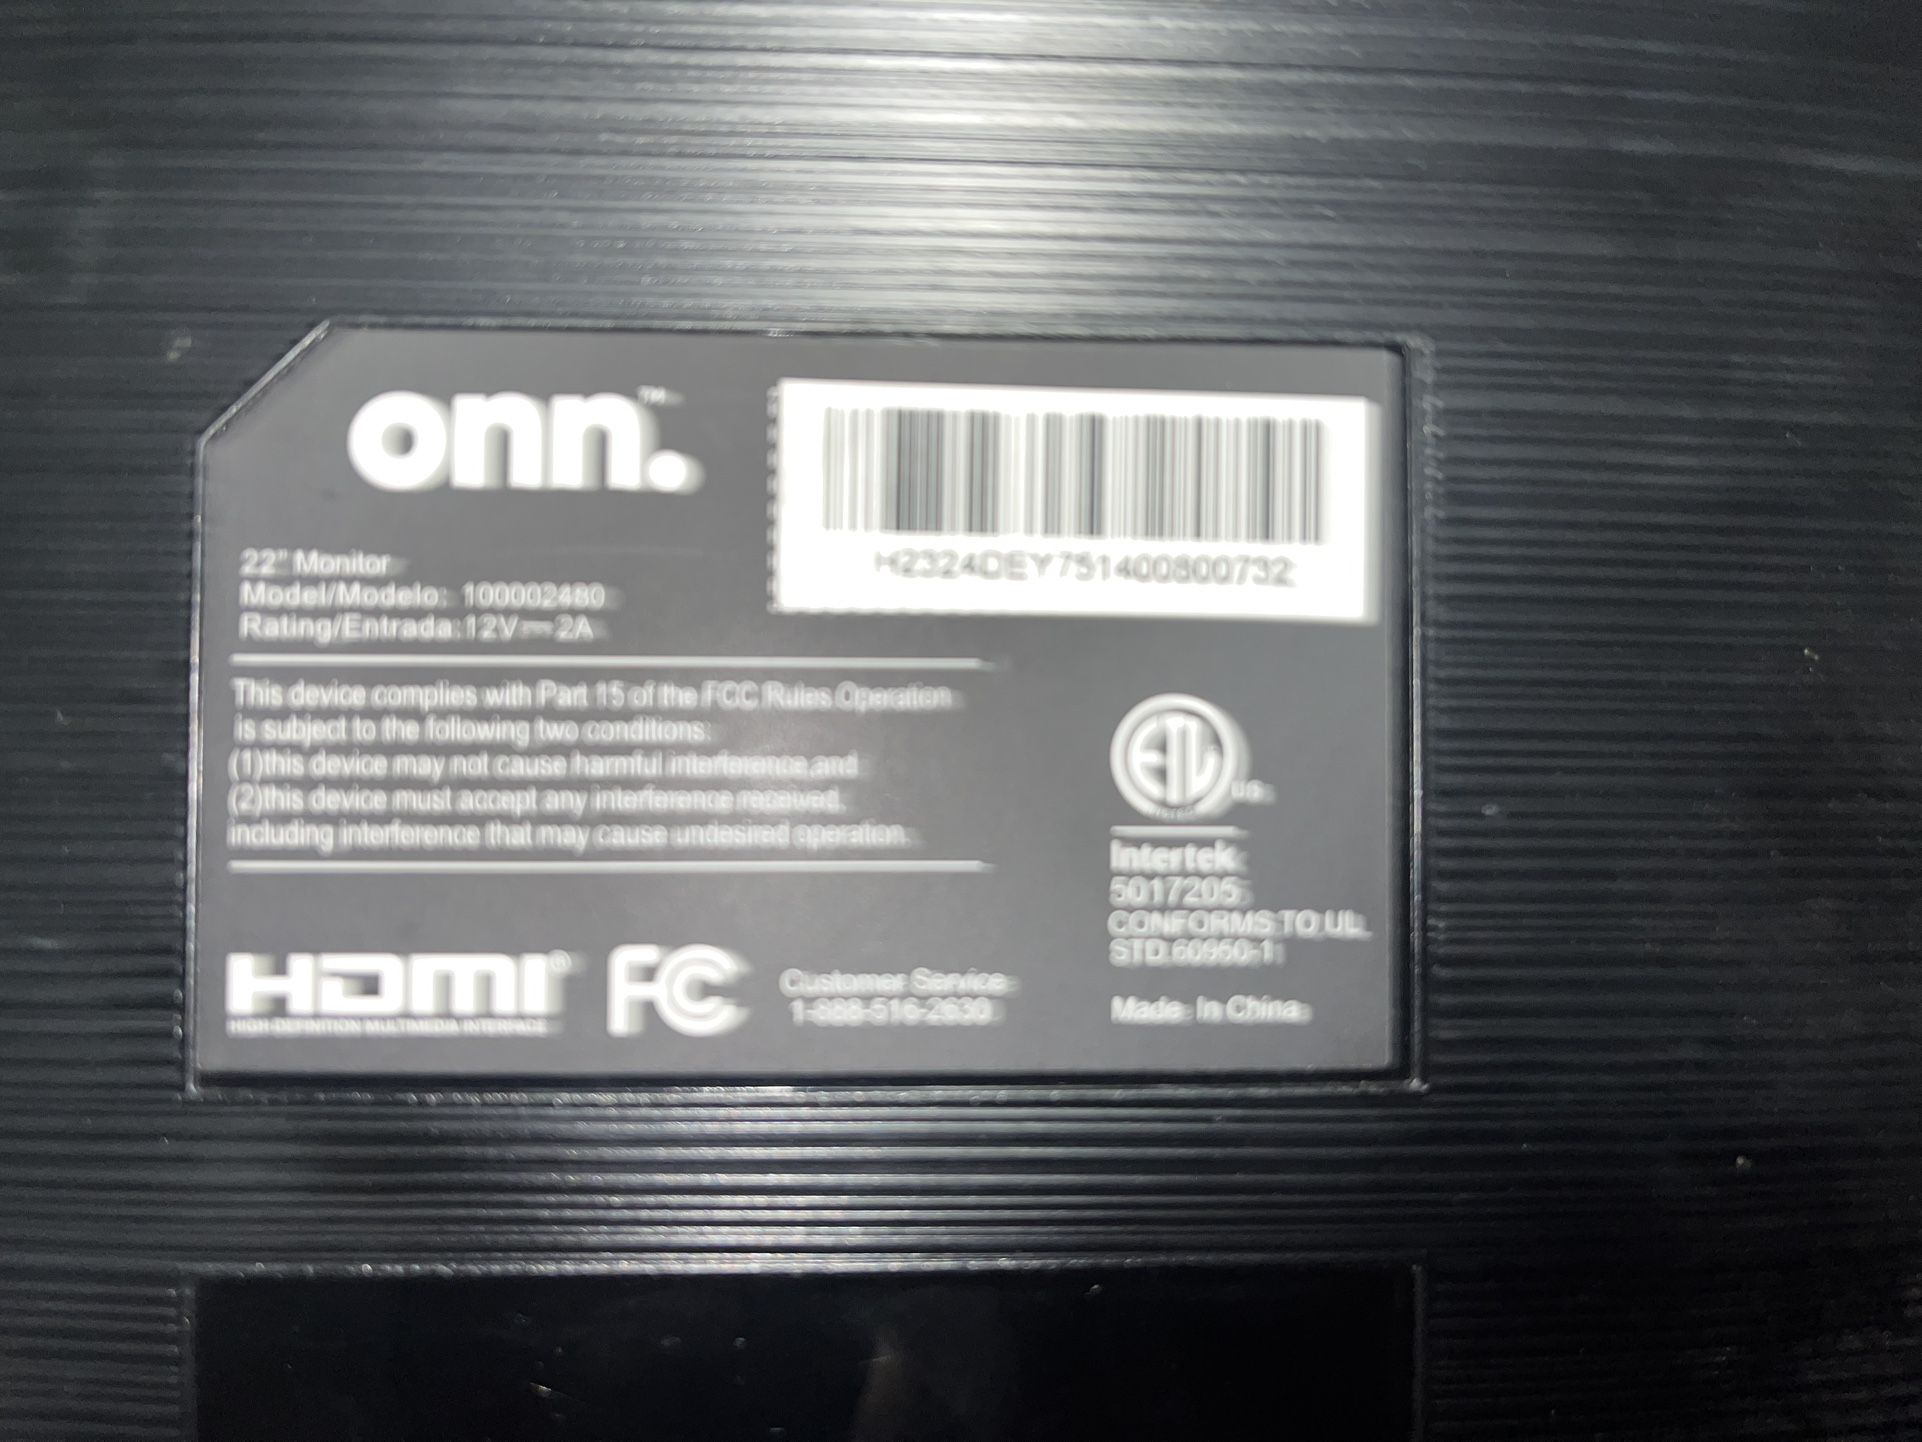 onn.™
H2324DEY751400800732
22" Monitor
Model/Modelo: 100002480
Rating/Entrada:12V⎓2A
This device complies with Part 15 of the FCC Rules Operation
is subject to the following two conditions:
(1)this device may not cause harmful interference,and
(2)this device must accept any interference received,
including interference that may cause undesired operation.
ETL
us
Intertek
5017205
CONFORMS TO UL
STD.60950-1
HDMI®
HIGH-DEFINITION MULTIMEDIA INTERFACE
FC
Customer Service
1-888-516-2630
Made In China